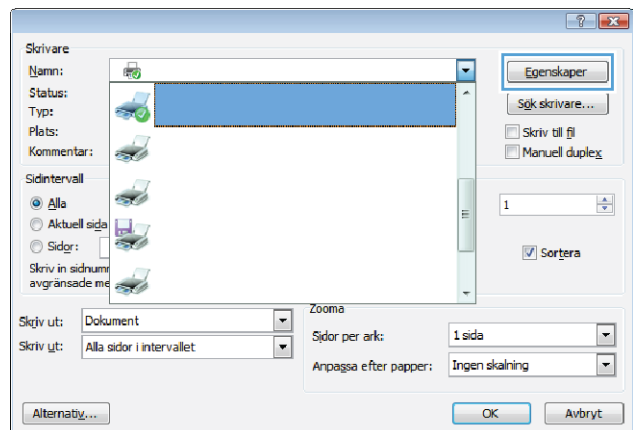 Skrivare
Namn:
Egenskaper
Status:
Typ:
Sök skrivare...
Plats:
Skriv till fil
Kommentar:
Manuell duplex
Sidintervall
Alla
1
Aktuell sida
Sidor:
Sortera
Skriv in sidnumr
avgränsade me
Zooma
Skriv ut: Dokument
Sidor per ark: 1 sida
Skriv ut: Alla sidor i intervallet
Anpassa efter papper: Ingen skalning
Alternativ...
OK
Avbryt